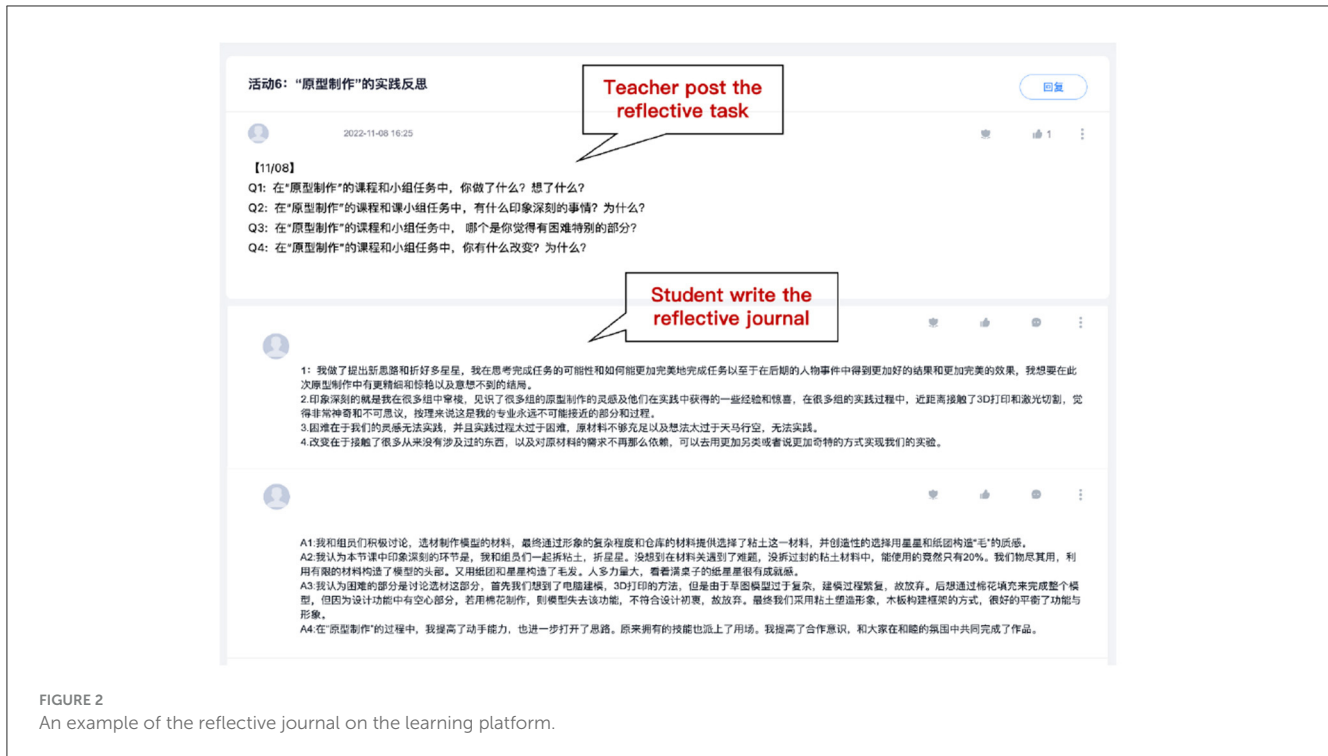 活动6：“原型制作”的实践反思
Teacher post the
reflective task
回复
2022-11-08 16:25
1
【11/08】
Q1：在“原型制作”的课程和小组任务中，你做了什么？想了什么？
Q2：在“原型制作”的课程和课小组任务中，有什么印象深刻的事情？为什么？
Q3：在“原型制作”的课程和小组任务中， 哪个是你觉得有困难特别的部分？
Q4：在“原型制作”的课程和小组任务中，你有什么改变？为什么？
Student write the
reflective journal
1：我做了提出新思路和折好多星星，我在思考完成任务的可能性和如何能更加完美地完成任务以至于在后期的人物事件中得到更加好的结果和更加完美的效果，我想要在此
次原型制作中有更精细和惊艳以及意想不到的结局。
2.印象深刻的就是我在很多组中窜梭，见识了很多组的原型制作的灵感及他们在实践中获得的一些经验和惊喜，在很多组的实践过程中，近距离接触了3D打印和激光切割，觉
得非常神奇和不可思议，按理来说这是我的专业永远不可能接近的部分和过程。
3.困难在于我们的灵感无法实践，并且实践过程太过于困难，原材料不够充足以及想法太过于天马行空，无法实践。
4.改变在于接触了很多从来没有涉及过的东西，以及对原材料的需求不再那么依赖，可以去用更加另类或者说更加奇特的方式实现我们的实验。
A1:我和组员们积极讨论，选材制作模型的材料，最终通过形象的复杂程度和仓库的材料提供选择了粘土这一材料，并创造性的选择用星星和纸团构造“毛”的质感。
A2:我认为本节课中印象深刻的环节是，我和组员们一起拆粘土，折星星。没想到在材料关遇到了难题，没拆过封的粘土材料中，能使用的竟然只有20%。我们物尽其用，利
用有限的材料构造了模型的头部。又用纸团和星星构造了毛发。人多力量大，看着满桌子的纸星星很有成就感。
A3:我认为困难的部分是讨论选材这部分，首先我们想到了电脑建模，3D打印的方法，但是由于草图模型过于复杂，建模过程繁复，故放弃。后想通过棉花填充来完成整个模
型，但因为设计功能中有空心部分，若用棉花制作，则模型失去该功能，不符合设计初衷，故放弃。最终我们采用粘土塑造形象，木板构建框架的方式，很好的平衡了功能与
形象。
A4:在“原型制作”的过程中，我提高了动手能力，也进一步打开了思路。原来拥有的技能也派上了用场。我提高了合作意识，和大家在和睦的氛围中共同完成了作品。
FIGURE 2
An example of the reflective journal on the learning platform.